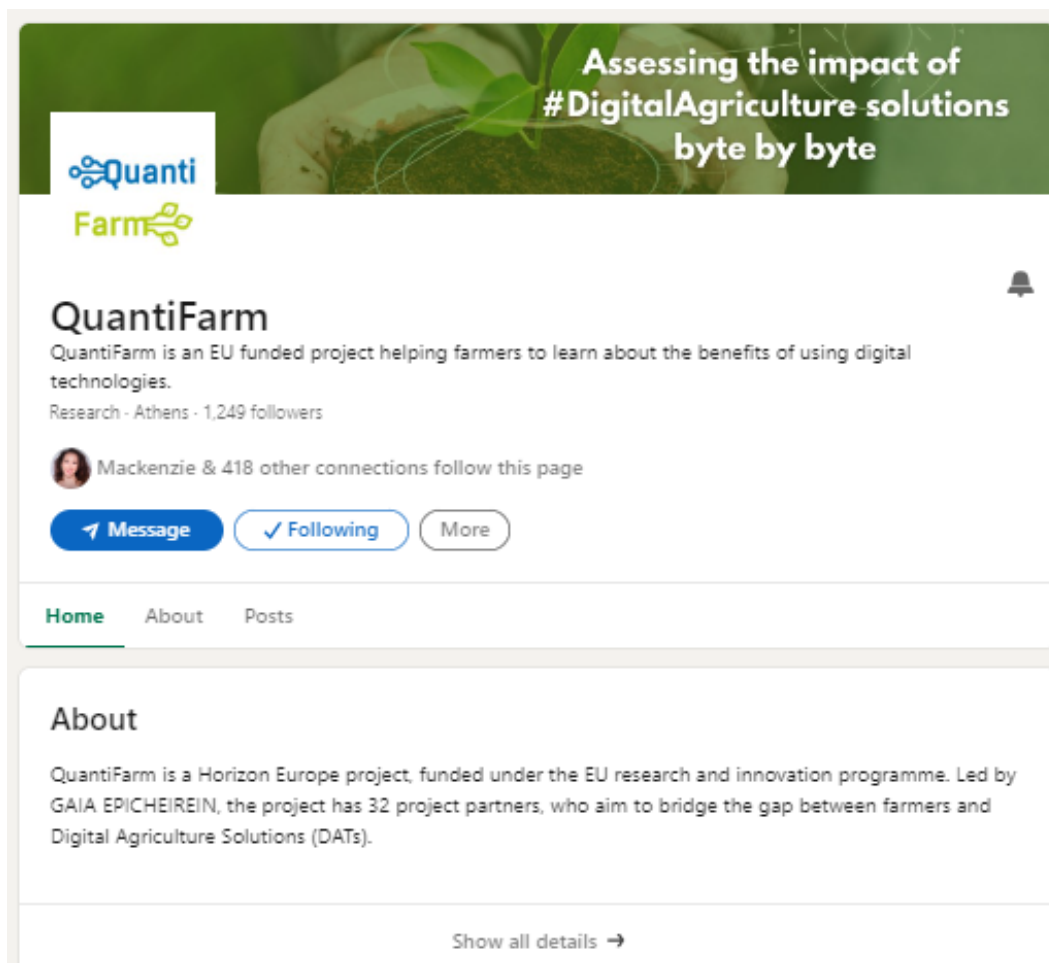 Assessing the impact of
#DigitalAgriculture solutions
byte by byte
Quanti
Farm
QuantiFarm
QuantiFarm is an EU funded project helping farmers to learn about the benefits of using digital
technologies.
Research · Athens · 1,249 followers
Mackenzie & 418 other connections follow this page
Message
Following
More
Home
About
Posts
About
QuantiFarm is a Horizon Europe project, funded under the EU research and innovation programme. Led by
GAIA EPICHEIREIN, the project has 32 project partners, who aim to bridge the gap between farmers and
Digital Agriculture Solutions (DATs).
Show all details →